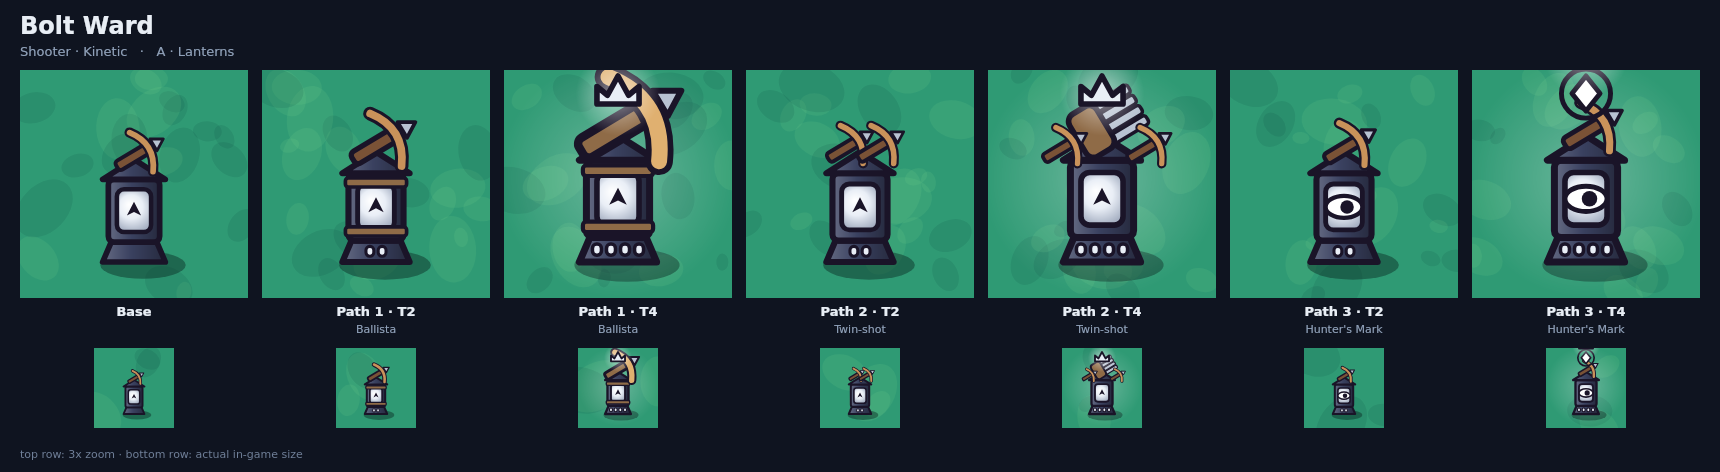 Bolt Ward
Shooter · Kinetic · A · Lanterns
Base
Path 1 · T2
Ballista
Path 1 · T4
Ballista
Path 2 · T2
Twin-shot
Path 2 · T4
Twin-shot
Path 3 · T2
Hunter's Mark
Path 3 · T4
Hunter's Mark
top row: 3x zoom · bottom row: actual in-game size